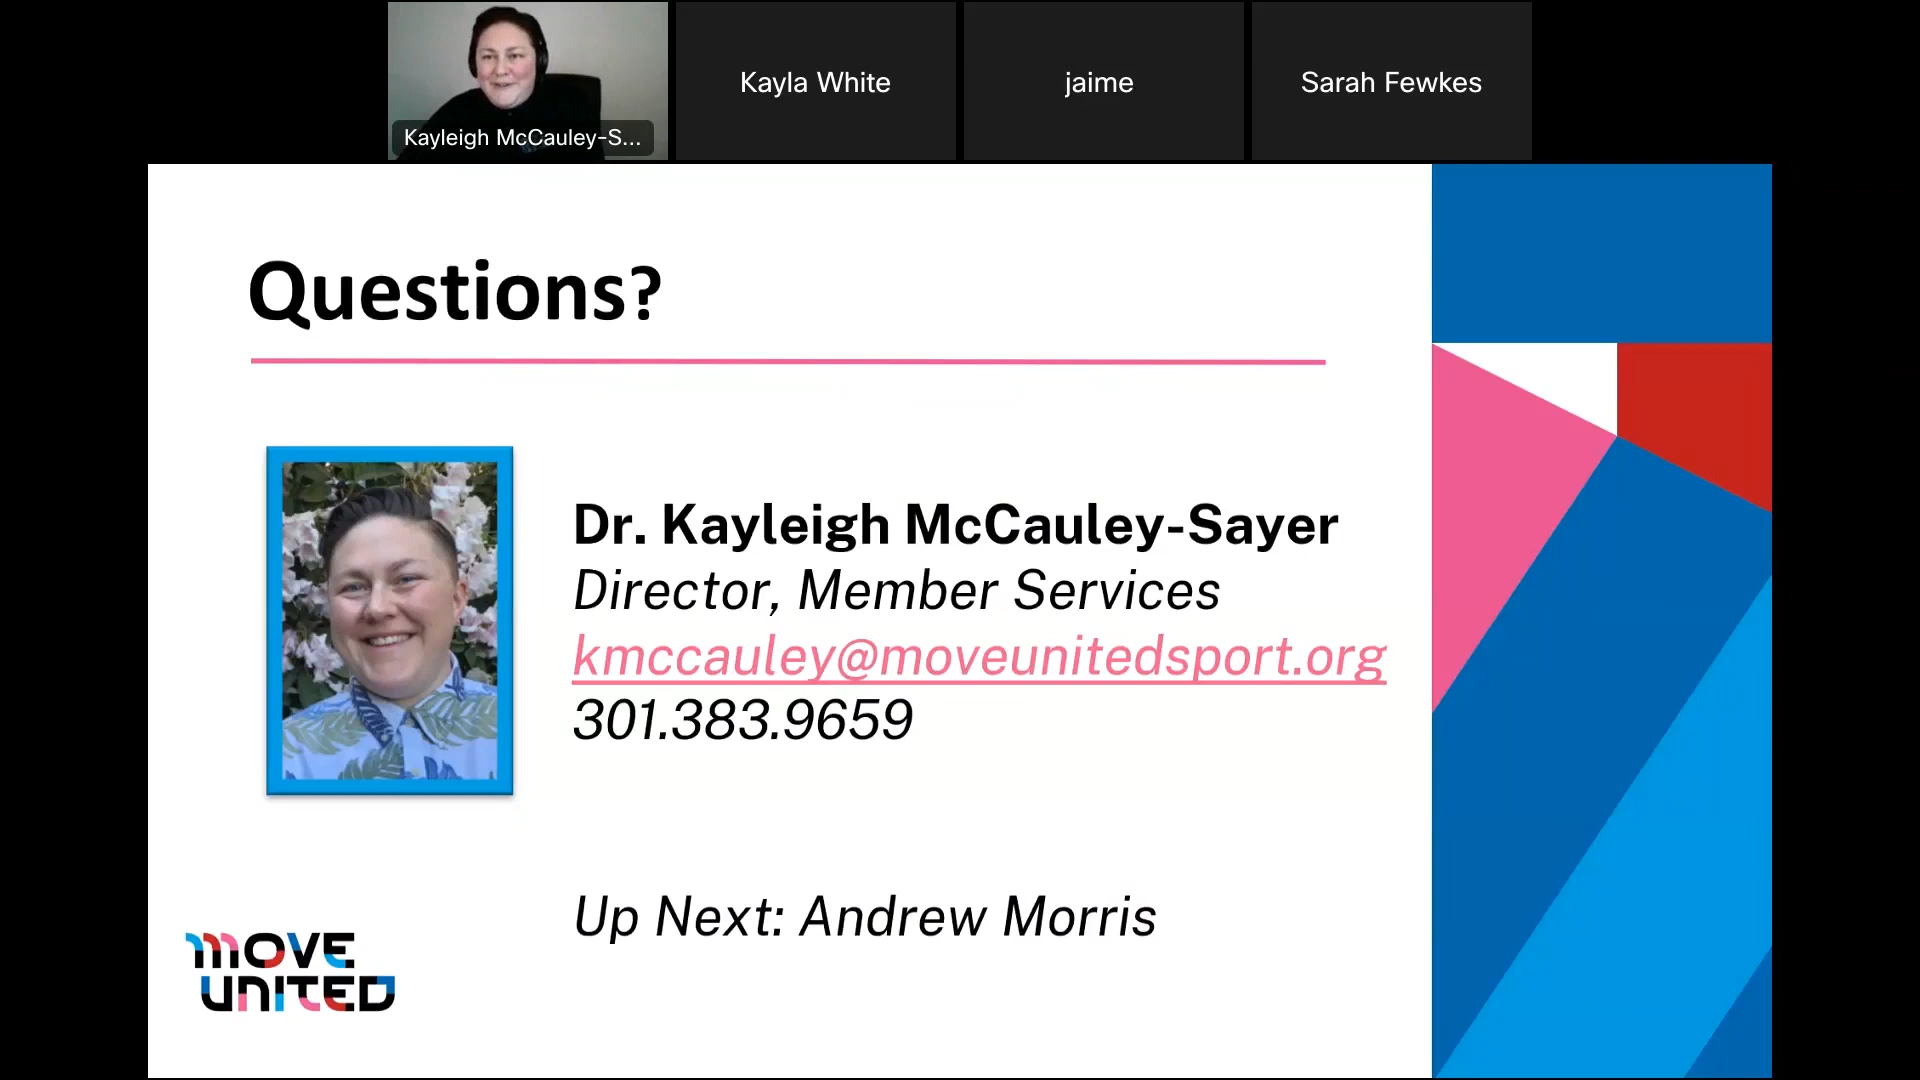 Kayleigh McCauley-S...
Kayla White
jaime
Sarah Fewkes
Questions?
Dr. Kayleigh McCauley-Sayer
Director, Member Services
kmccauley@moveunitedsport.org
301.383.9659
Up Next: Andrew Morris
MOVE
UNITED